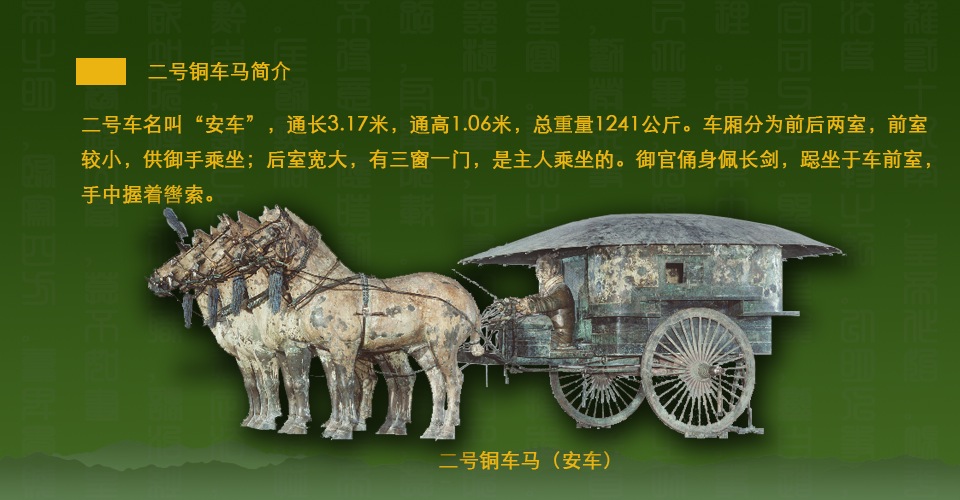 二号铜车马简介
二号车名叫“安车”，通长3.17米，通高1.06米，总重量1241公斤。车厢分为前后两室，前室
较小，供御手乘坐；后室宽大，有三窗一门，是主人乘坐的。御官俑身佩长剑，跽坐于车前室，
手中握着辔索。
二号铜车马（安车）